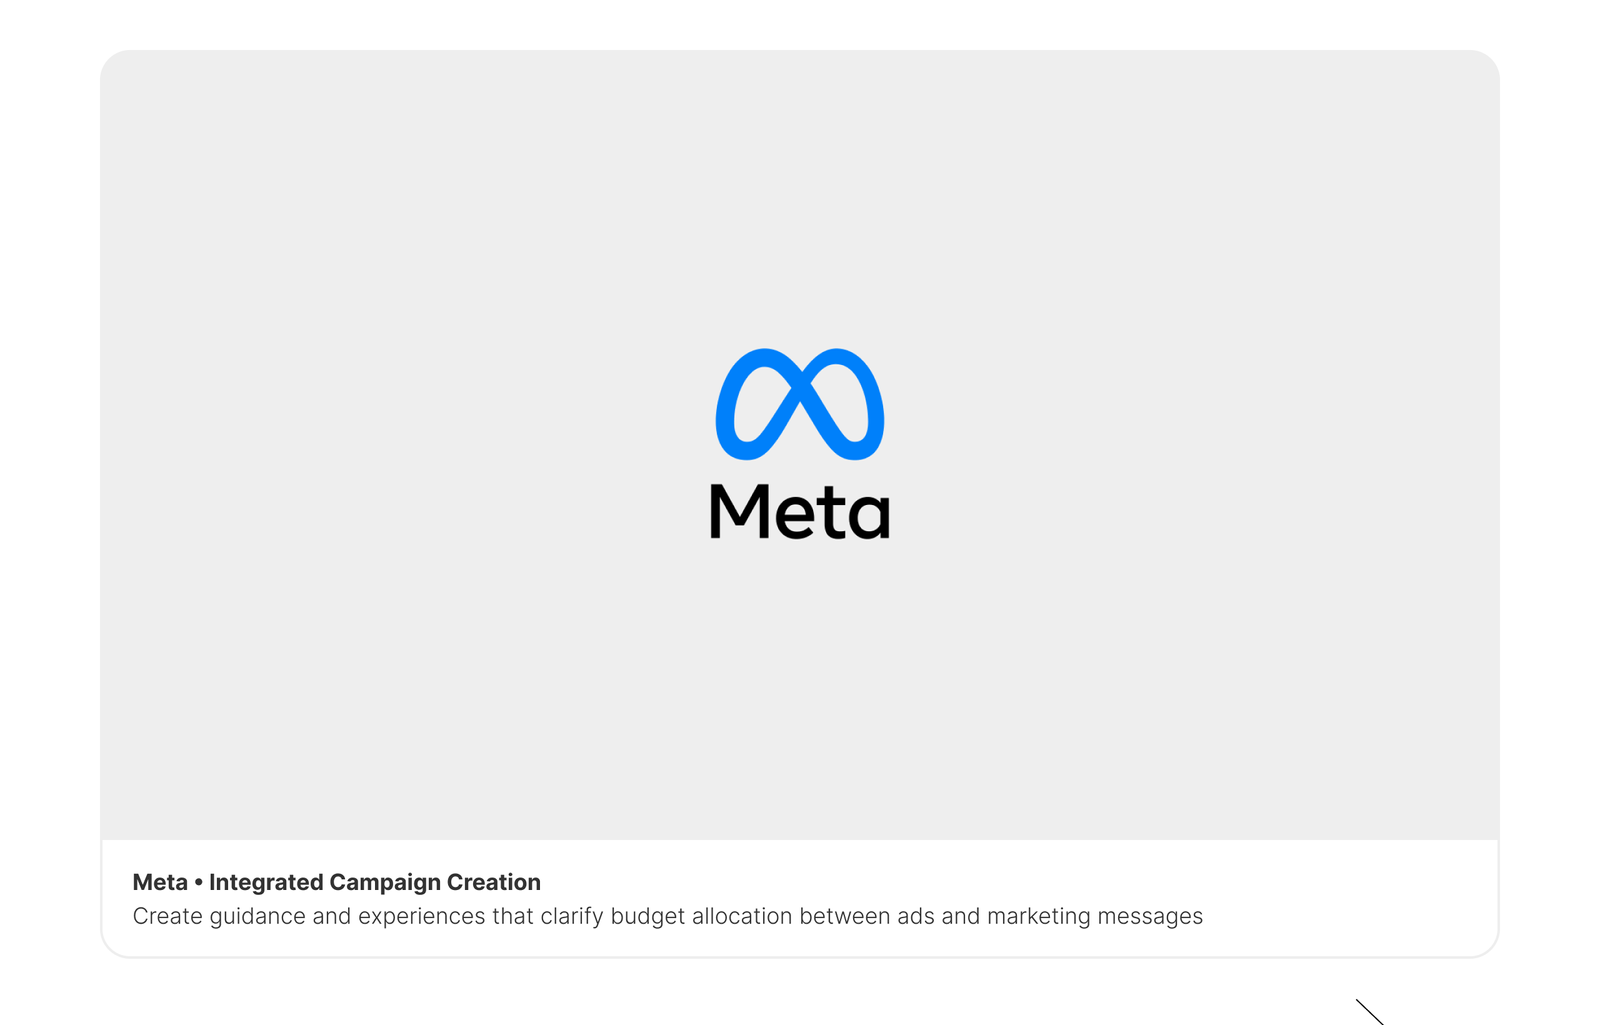 Meta
Meta • Integrated Campaign Creation
Create guidance and experiences that clarify budget allocation between ads and marketing messages